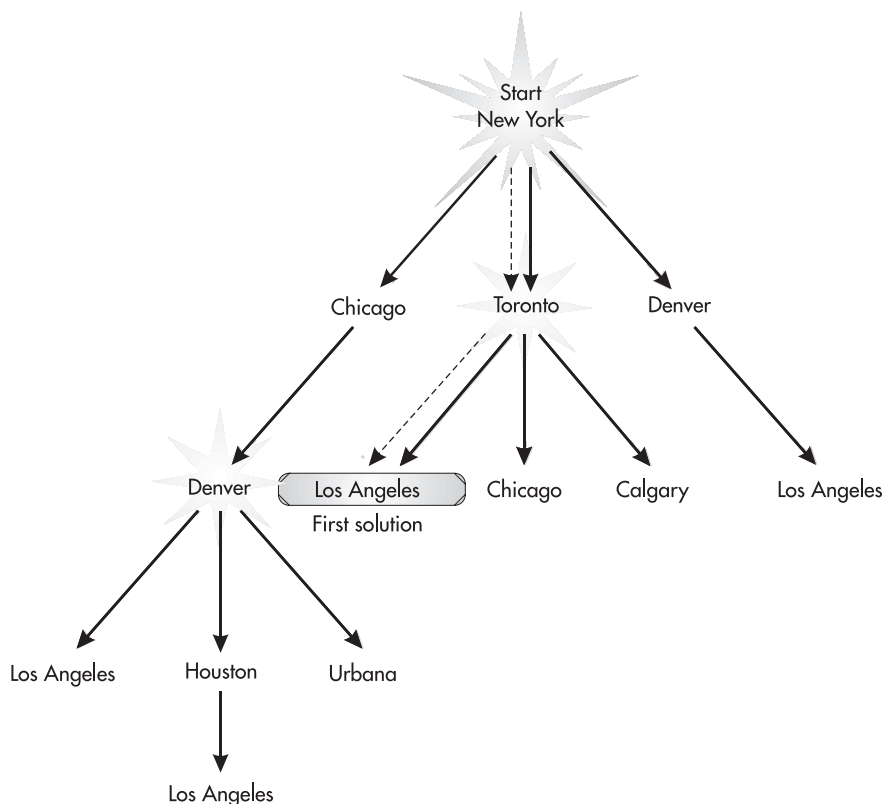 Start
New York
Chicago
Toronto
Denver
Denver
Los Angeles
First solution
Chicago
Calgary
Los Angeles
Los Angeles
Houston
Urbana
Los Angeles